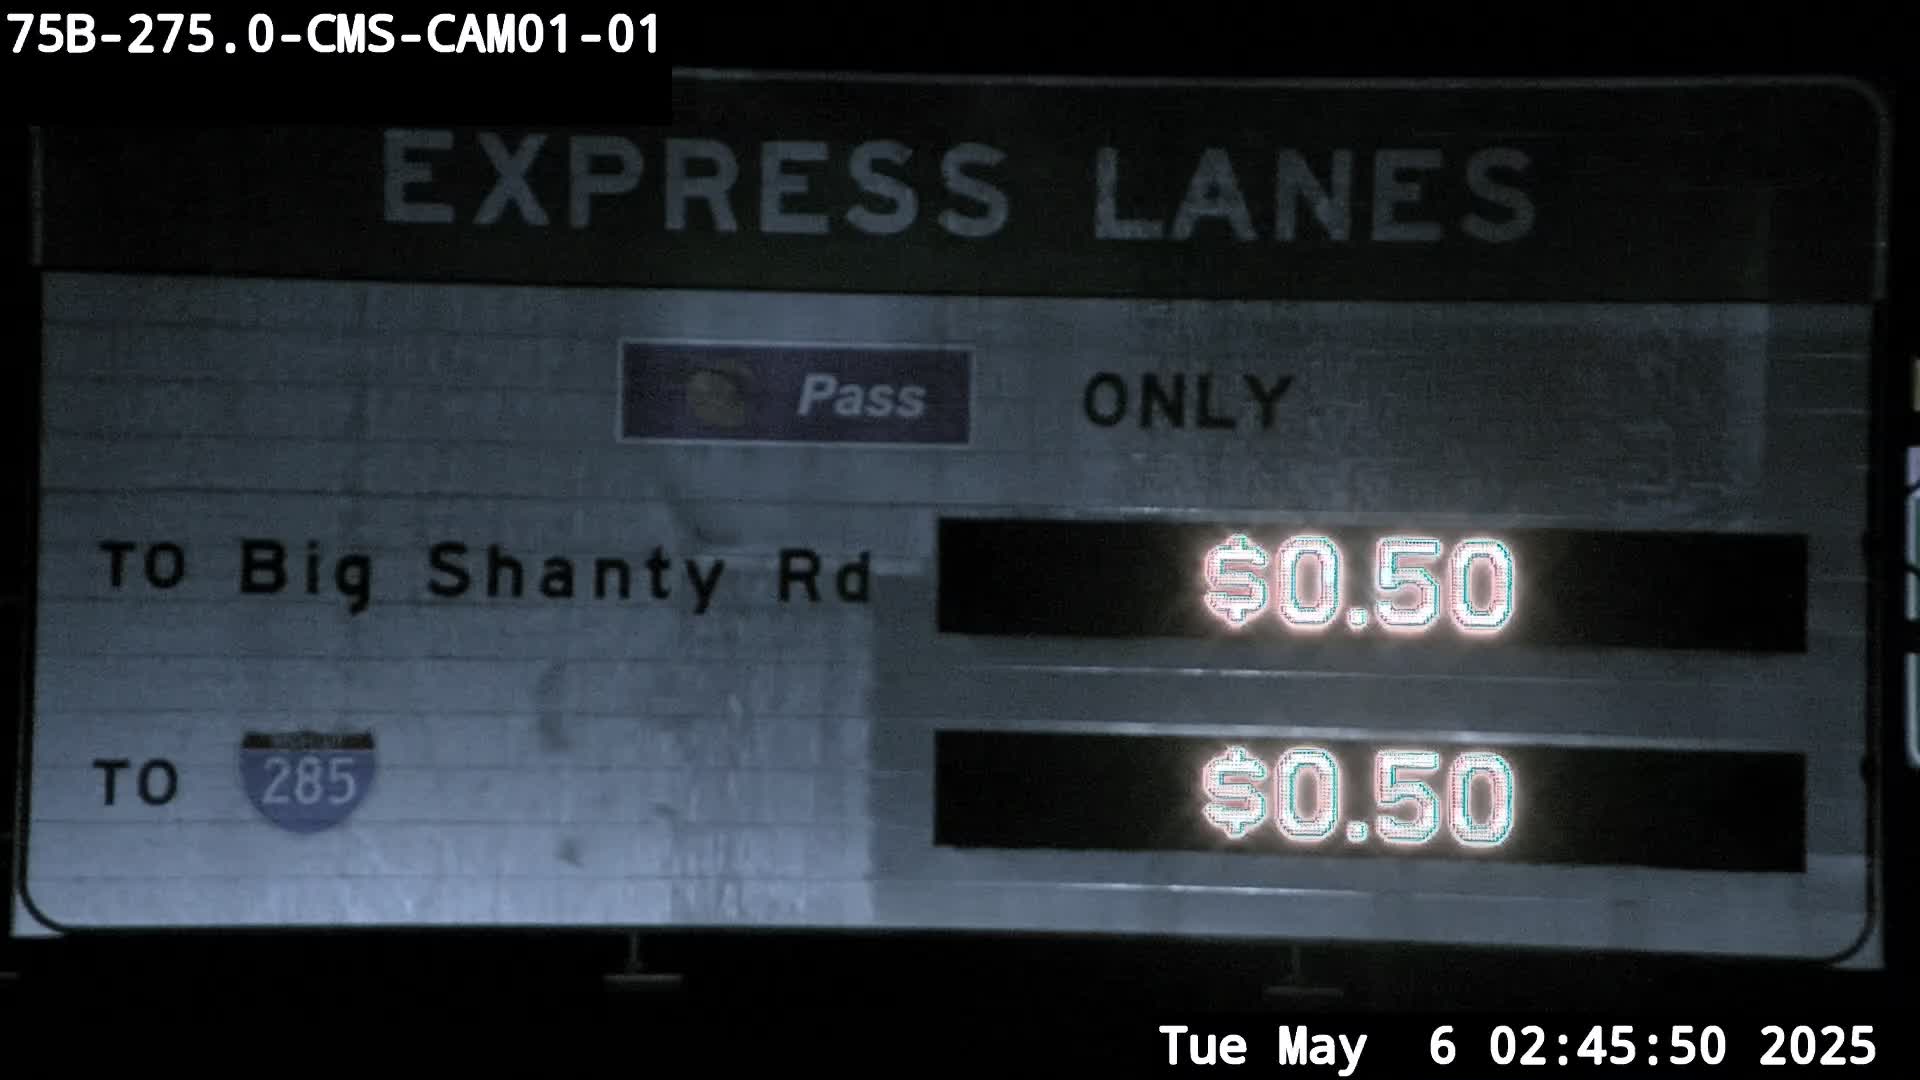 75B-275.0-CMS-CAM01-01
EXPRESS LANES
Pass ONLY
TO Big Shanty Rd $0.50
TO 285 $0.50
Tue May 6 02:45:50 2025